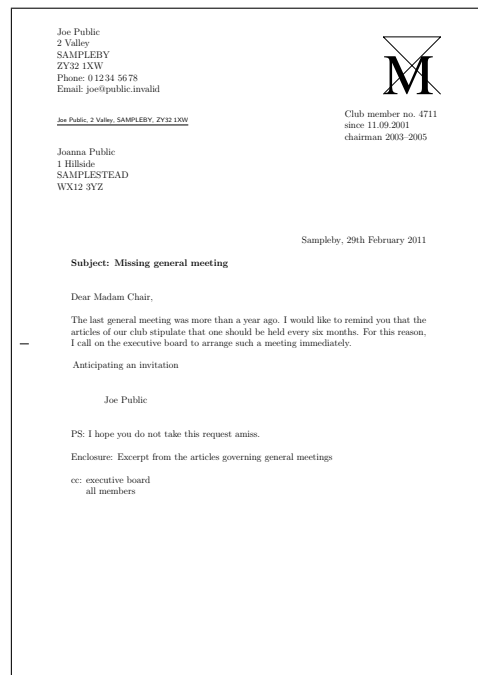 Joe Public
2 Valley
SAMPLEBY
ZY32 1XW
Phone: 0 12 34 56 78
Email: joe@public.invalid
M
Joe Public, 2 Valley, SAMPLEBY, ZY32 1XW
Club member no. 4711
since 11.09.2001
chairman 2003–2005
Joanna Public
1 Hillside
SAMPLESTEAD
WX12 3YZ
Sampleby, 29th February 2011
Subject: Missing general meeting
Dear Madam Chair,
The last general meeting was more than a year ago. I would like to remind you that the
articles of our club stipulate that one should be held every six months. For this reason,
I call on the executive board to arrange such a meeting immediately.
Anticipating an invitation
Joe Public
PS: I hope you do not take this request amiss.
Enclosure: Excerpt from the articles governing general meetings
cc: executive board
all members